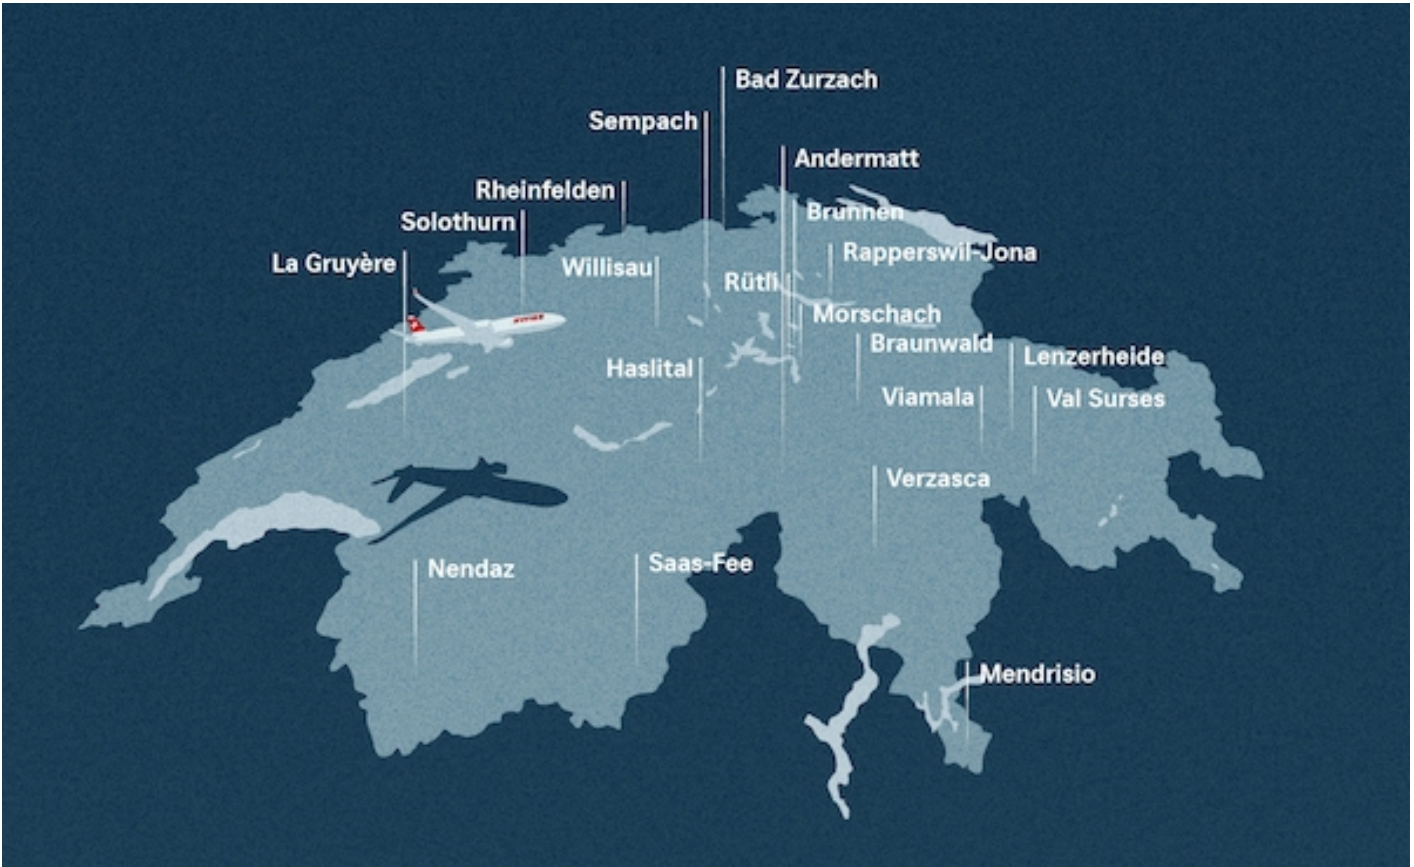 Bad Zurzach
Sempach
Andermatt
Rheinfelden
Brunnen
Solothurn
Rapperswil-Jona
La Gruyère
Willisau
Rütli
SWISS
Morschach
Braunwald
Lenzerheide
Haslital
Viamala
Val Surses
Verzasca
Saas-Fee
Nendaz
Mendrisio